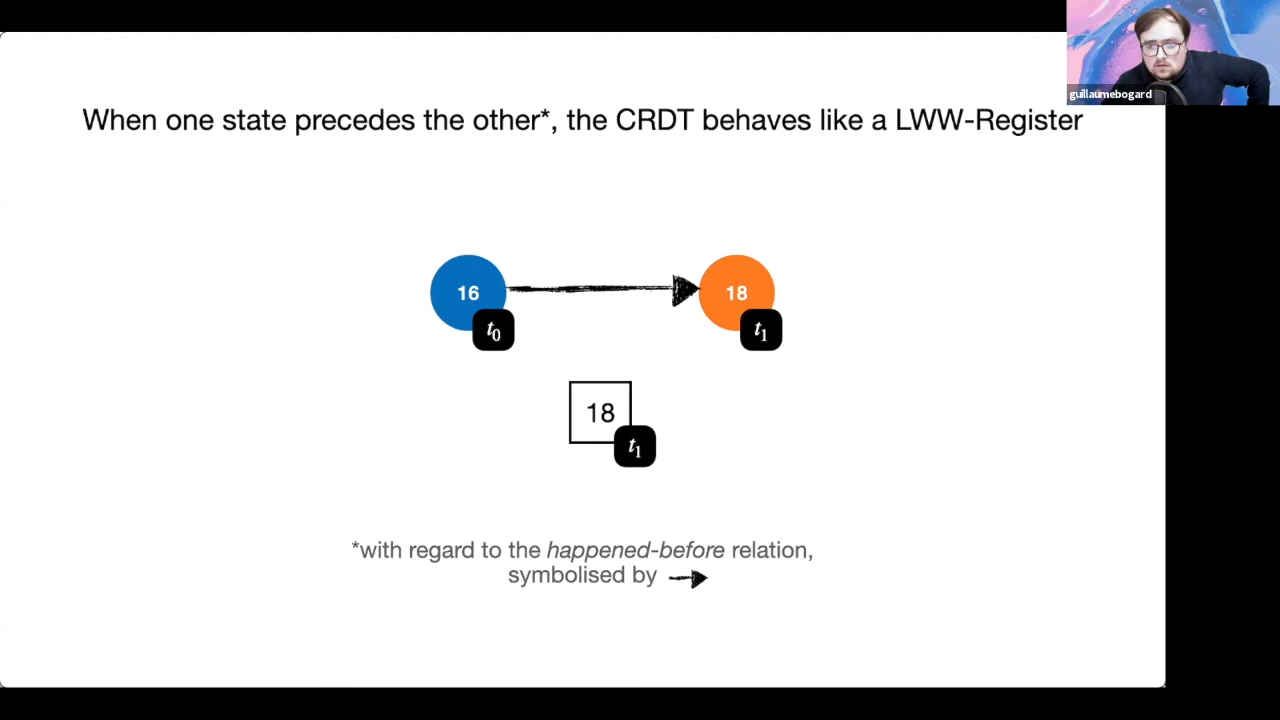 guillaumebogard
When one state precedes the other*, the CRDT behaves like a LWW-Register
16
18
t0
t1
18
t1
*with regard to the happened-before relation,
symbolised by